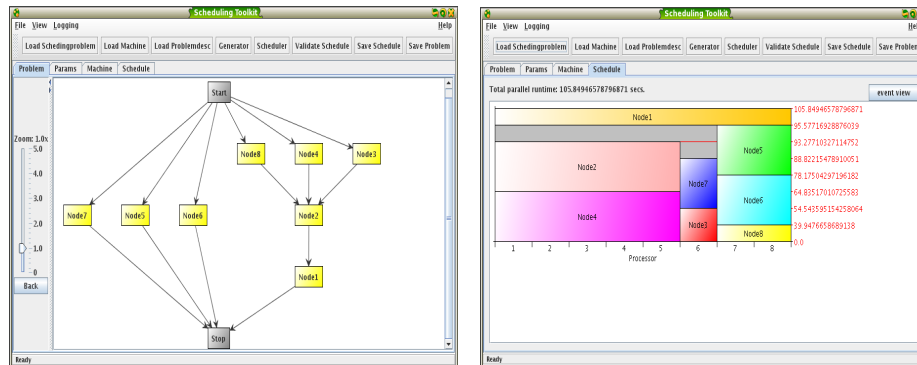 Scheduling Toolkit
File View Logging Help
Load Schedingproblem Load Machine Load Problemdesc Generator Scheduler Validate Schedule Save Schedule Save Problem
Problem Params Machine Schedule
Zoom: 1.0x
5.0
4.0
3.0
2.0
1.0
0
Back
Start
Node8 Node4 Node3
Node7 Node5 Node6 Node2
Node1
Stop
Ready
Scheduling Toolkit
File View Logging Hel
Load Schedingproblem Load Machine Load Problemdesc Generator Scheduler Validate Schedule Save Schedule Save Problem
Problem Params Machine Schedule
Total parallel runtime: 105.84946578796871 secs.
event view
Node1 105.84946578796871
95.57716928876039
93.27710327114752
Node5
88.82215478910051
Node2
78.17504297196182
Node7
64.83517010725583
Node6
Node4
54.543595154258064
Node3
39.9476658689138
Node8
0.0
1 2 3 4 5 6 7 8
Processor
Ready